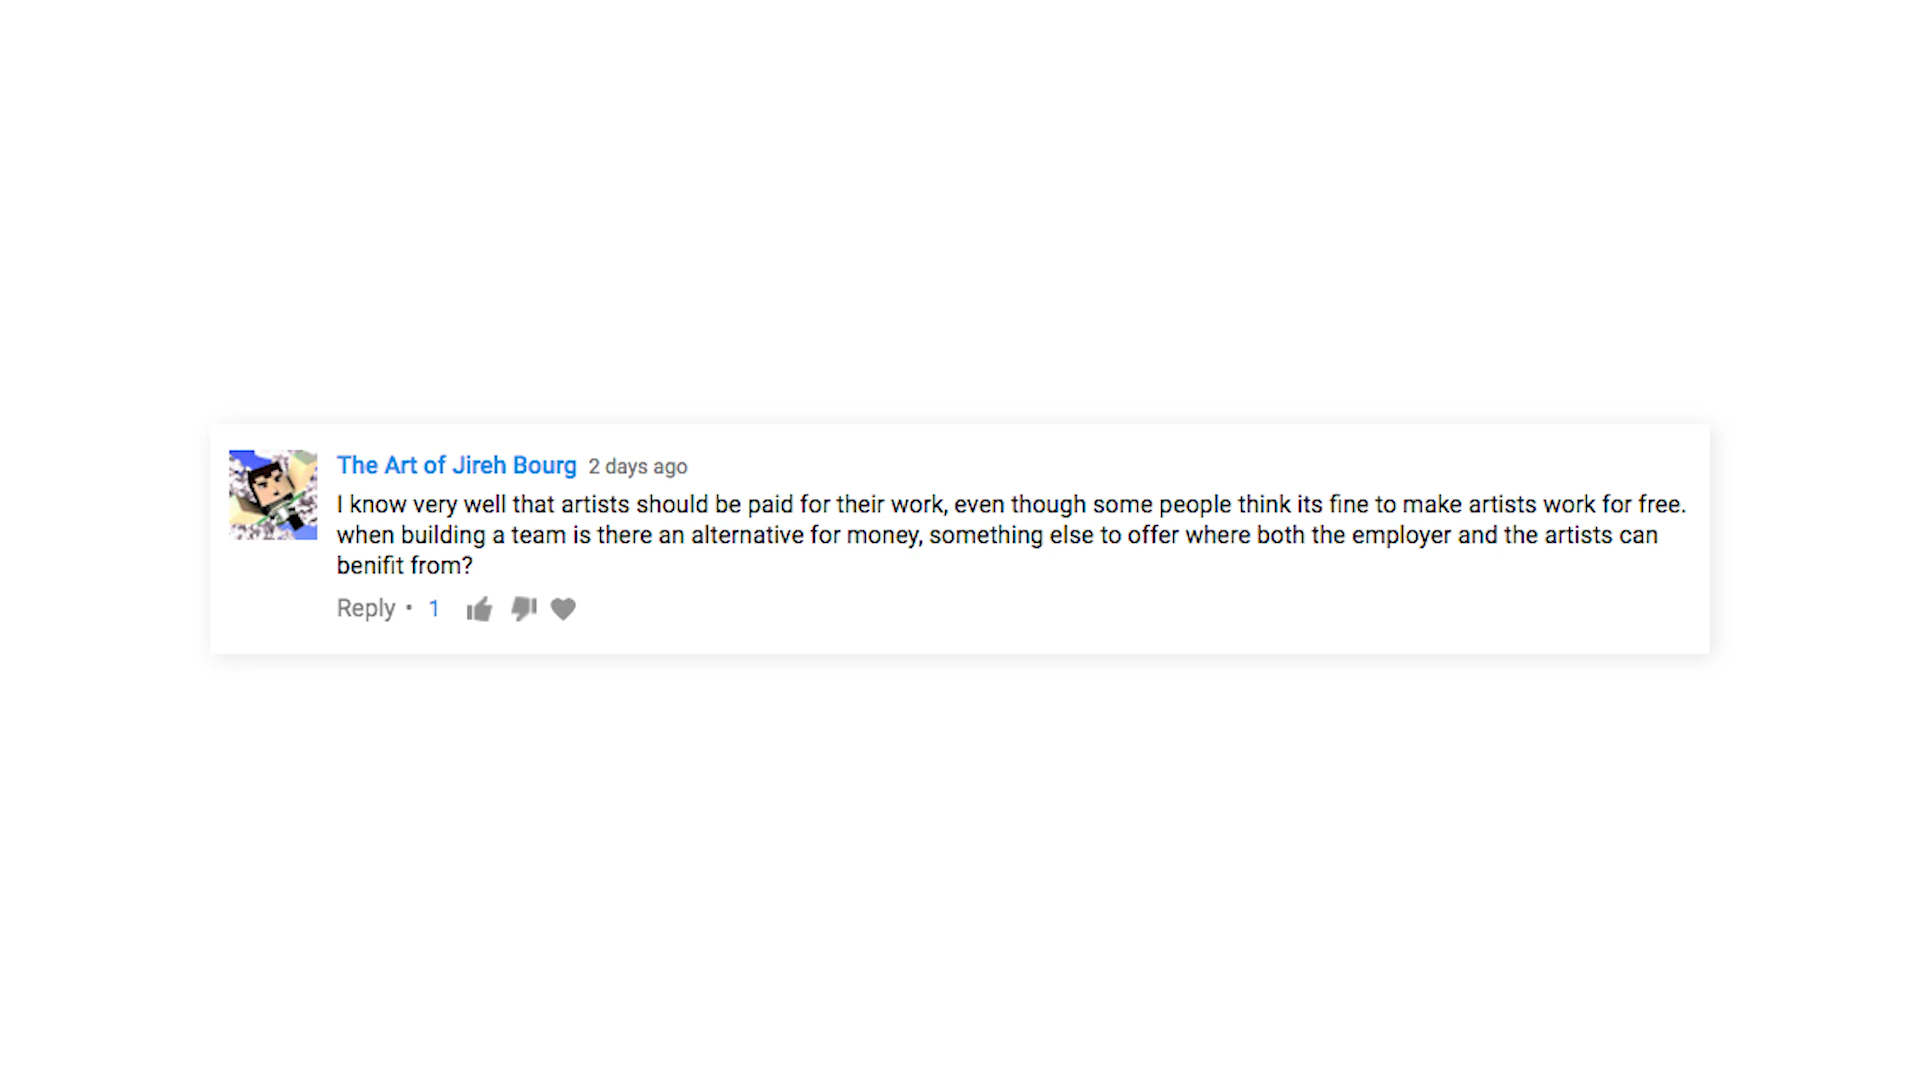 The Art of Jireh Bourg 2 days ago
I know very well that artists should be paid for their work, even though some people think its fine to make artists work for free.
when building a team is there an alternative for money, something else to offer where both the employer and the artists can
benifit from?
Reply • 1